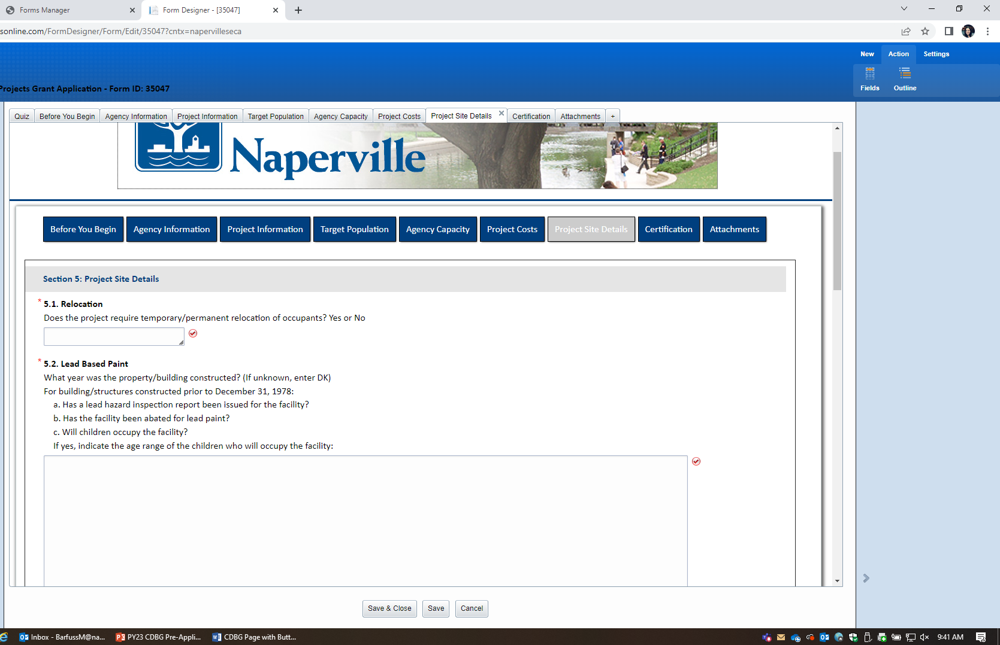 Forms Manager
Form Designer - [35047]
sonline.com/FormDesigner/Form/Edit/35047?cntx=napervilleseca
New Action Settings
Fields Outline
Projects Grant Application - Form ID: 35047
Quiz Before You Begin Agency Information Project Information Target Population Agency Capacity Project Costs Project Site Details Certification Attachments +
Naperville
Before You Begin Agency Information Project Information Target Population Agency Capacity Project Costs Project Site Details Certification Attachments
Section 5: Project Site Details
* 5.1. Relocation
Does the project require temporary/permanent relocation of occupants? Yes or No
* 5.2. Lead Based Paint
What year was the property/building constructed? (If unknown, enter DK)
For building/structures constructed prior to December 31, 1978:
a. Has a lead hazard inspection report been issued for the facility?
b. Has the facility been abated for lead paint?
c. Will children occupy the facility?
If yes, indicate the age range of the children who will occupy the facility:
Save & Close Save Cancel
Inbox - BarfussM@na... PY23 CDBG Pre-Appli... CDBG Page with Butt... 9:41 AM